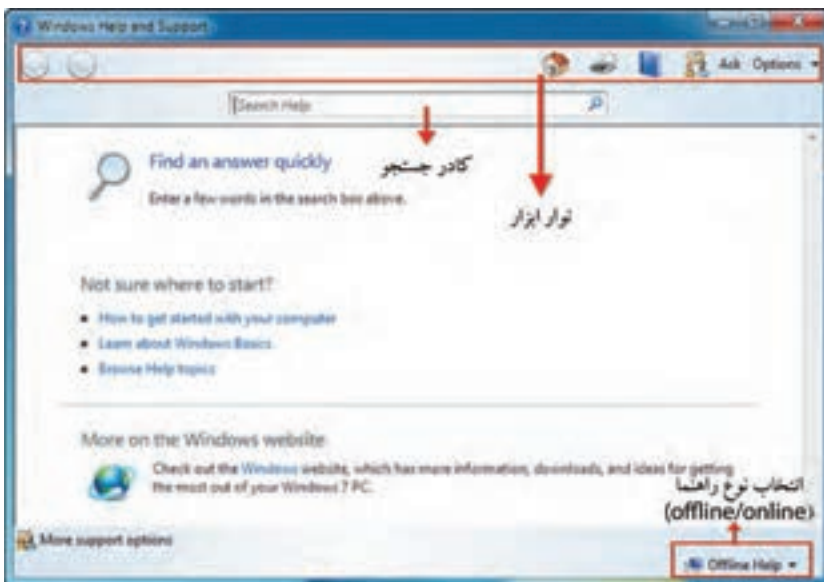 Windows Help and Support
Ask Options
Search Help
کادر جستجو
نوار ابزار
Find an answer quickly
Enter a few words in the search box above.
Not sure where to start?
How to get started with your computer
Learn about Windows Basics
Browse Help topics
More on the Windows website
Check out the Windows website, which has more information, downloads, and ideas for getting
the most out of your Windows 7 PC.
انتخاب نوع راهنما
(offline/online)
More support options
Offline Help